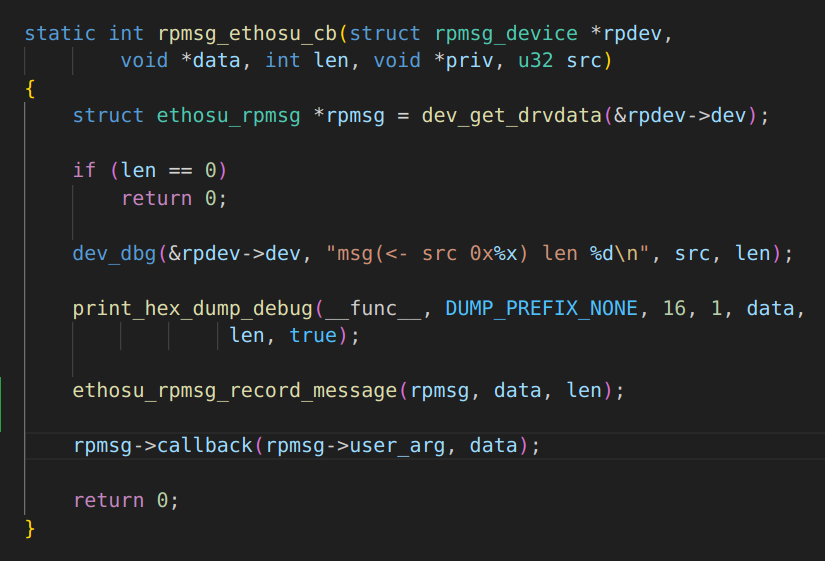 static int rpmsg_ethosu_cb(struct rpmsg_device *rpdev,
        void *data, int len, void *priv, u32 src)
{
    struct ethosu_rpmsg *rpmsg = dev_get_drvdata(&rpdev->dev);

    if (len == 0)
        return 0;

    dev_dbg(&rpdev->dev, "msg(<- src 0x%x) len %d\n", src, len);

    print_hex_dump_debug(__func__, DUMP_PREFIX_NONE, 16, 1, data,
                 len, true);

    ethosu_rpmsg_record_message(rpmsg, data, len);

    rpmsg->callback(rpmsg->user_arg, data);

    return 0;
}